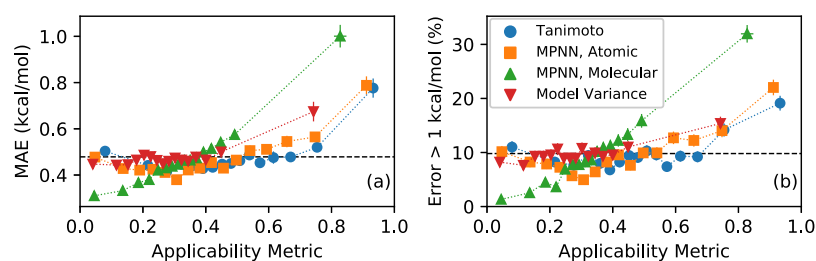 MAE (kcal/mol)
1.0
0.8
0.6
0.4
0.0 0.2 0.4 0.6 0.8 1.0
Applicability Metric
(a)
Error > 1 kcal/mol (%)
30
20
10
0
0.0 0.2 0.4 0.6 0.8 1.0
Applicability Metric
(b)
Tanimoto
MPNN, Atomic
MPNN, Molecular
Model Variance